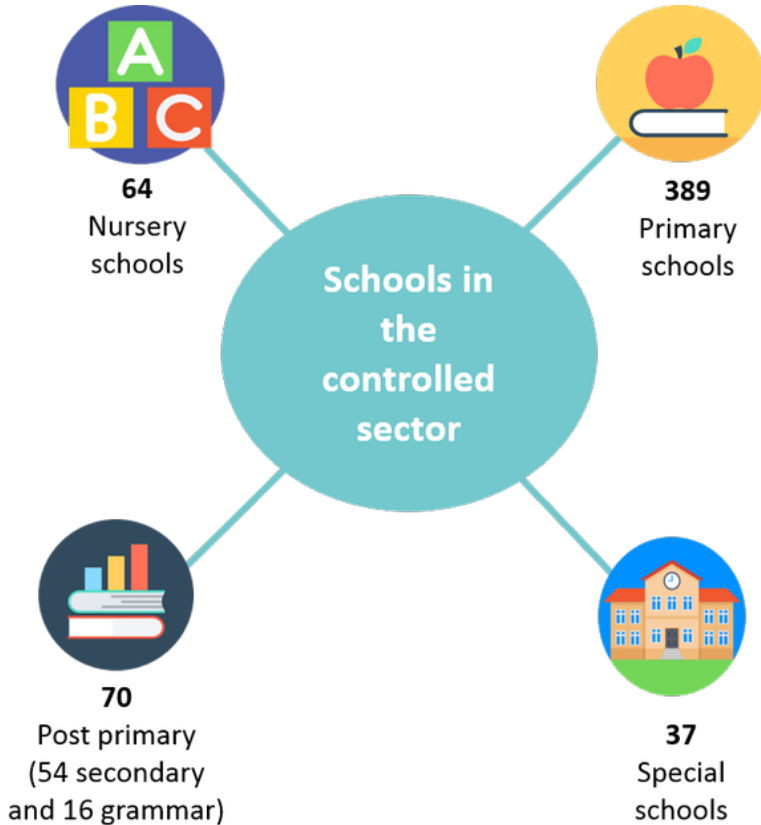 A
B C
64
Nursery
schools
389
Primary
schools
Schools in
the
controlled
sector
70
Post primary
(54 secondary
and 16 grammar)
37
Special
schools